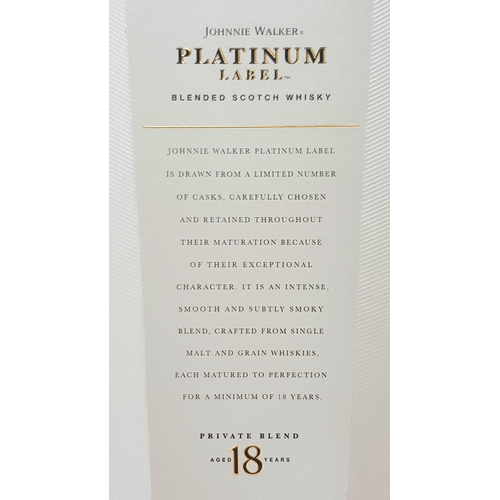 JOHNNIE WALKER®
PLATINUM
LABEL™
BLENDED SCOTCH WHISKY
JOHNNIE WALKER PLATINUM LABEL
IS DRAWN FROM A LIMITED NUMBER
OF CASKS, CAREFULLY CHOSEN
AND RETAINED THROUGHOUT
THEIR MATURATION BECAUSE
OF THEIR EXCEPTIONAL
CHARACTER. IT IS AN INTENSE,
SMOOTH AND SUBTLY SMOKY
BLEND, CRAFTED FROM SINGLE
MALT AND GRAIN WHISKIES,
EACH MATURED TO PERFECTION
FOR A MINIMUM OF 18 YEARS.
PRIVATE BLEND
AGED 18 YEARS